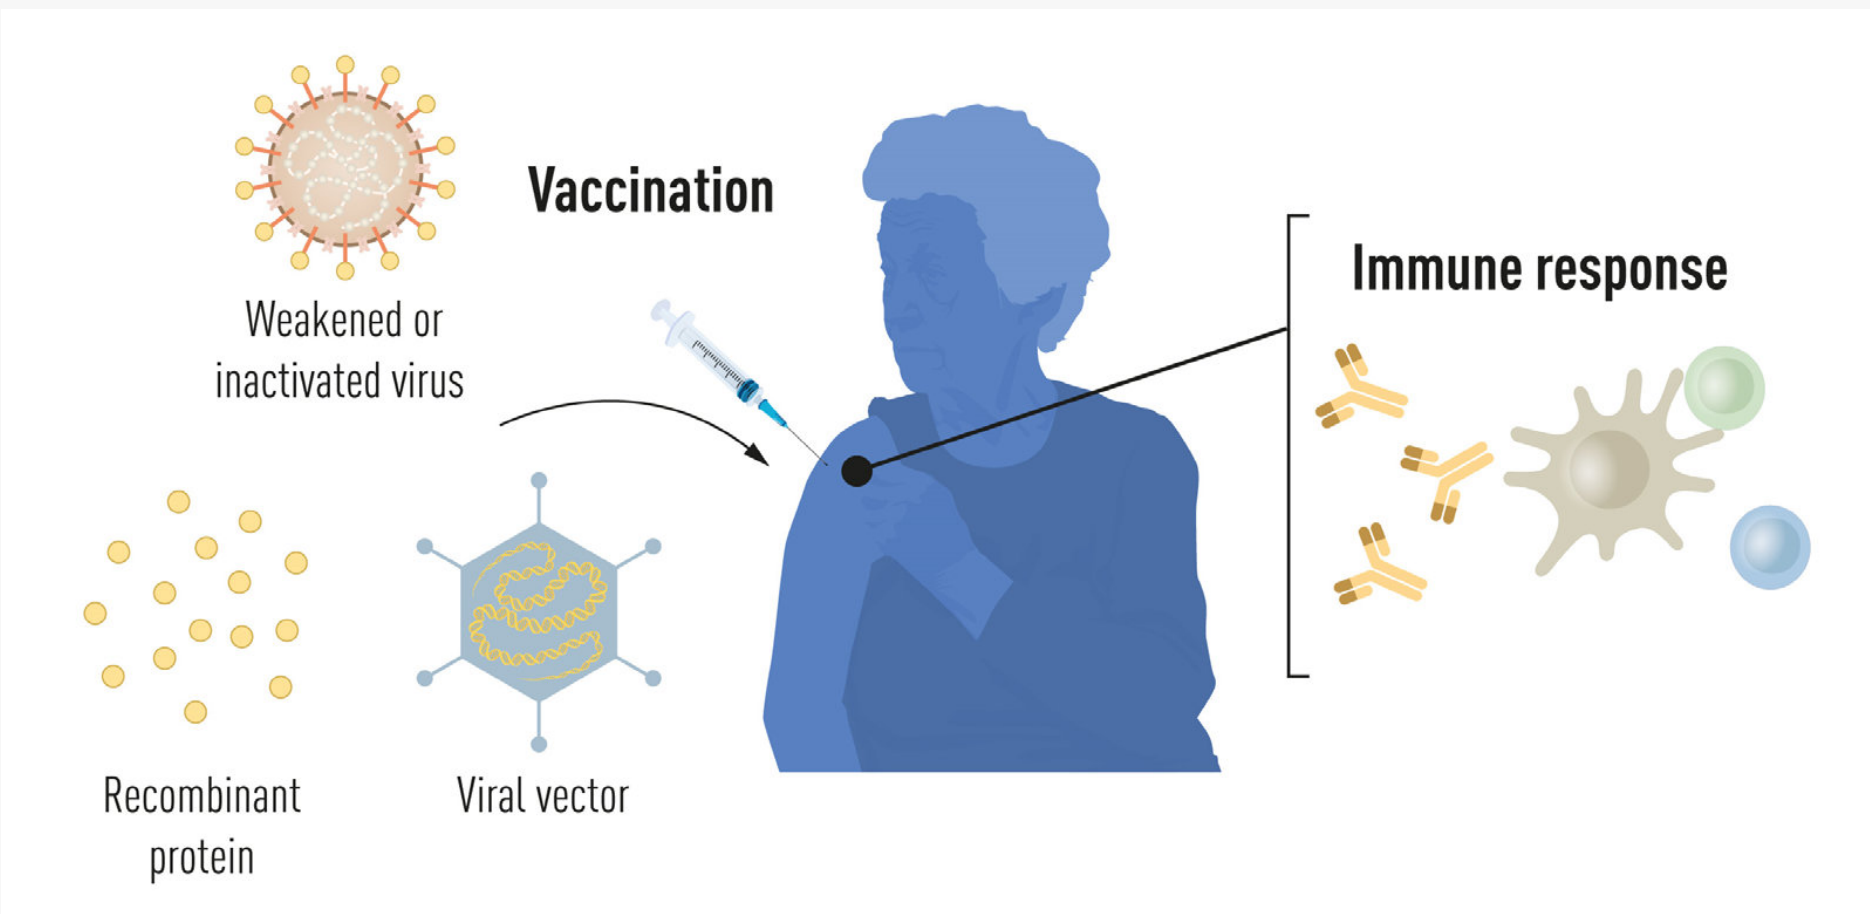 Vaccination
Weakened or
inactivated virus
Immune response
Recombinant
protein
Viral vector